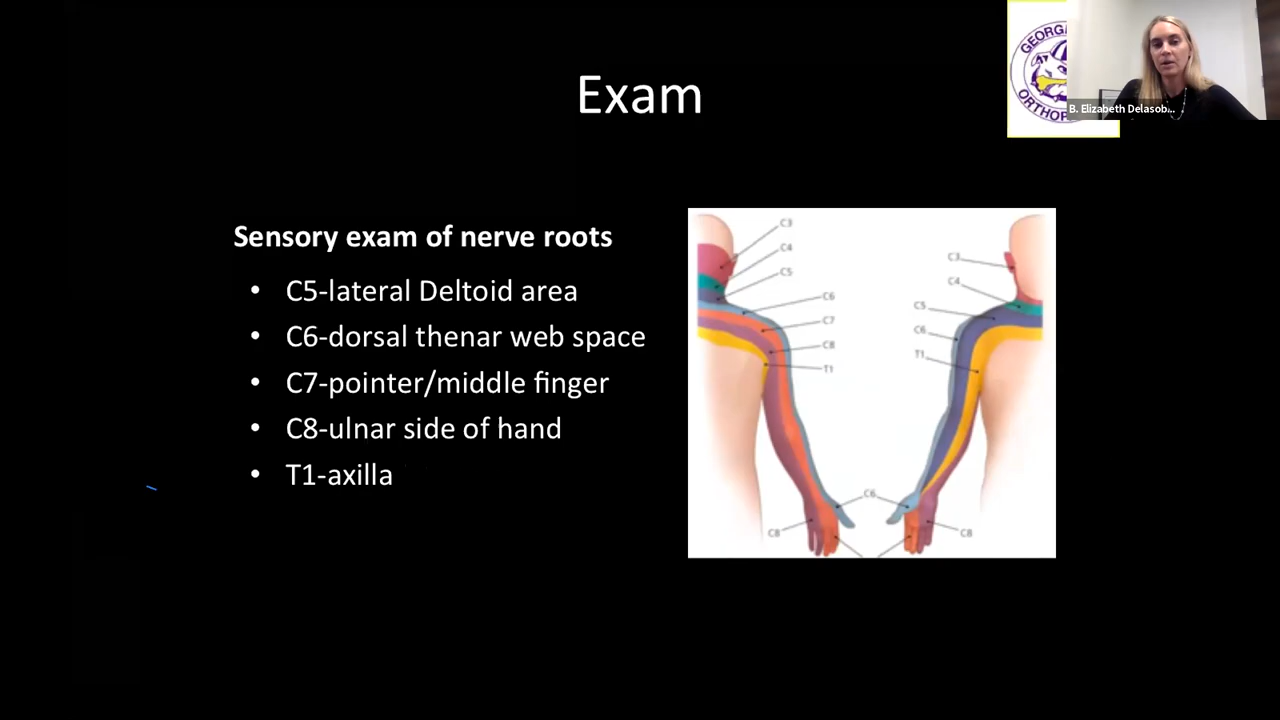 Exam
B. Elizabeth Delasob...
Sensory exam of nerve roots
• C5-lateral Deltoid area
• C6-dorsal thenar web space
• C7-pointer/middle finger
• C8-ulnar side of hand
• T1-axilla
C3
C4
C5
C6
C7
C8
T1
C3
C4
C5
C6
T1
C6
C8
C8